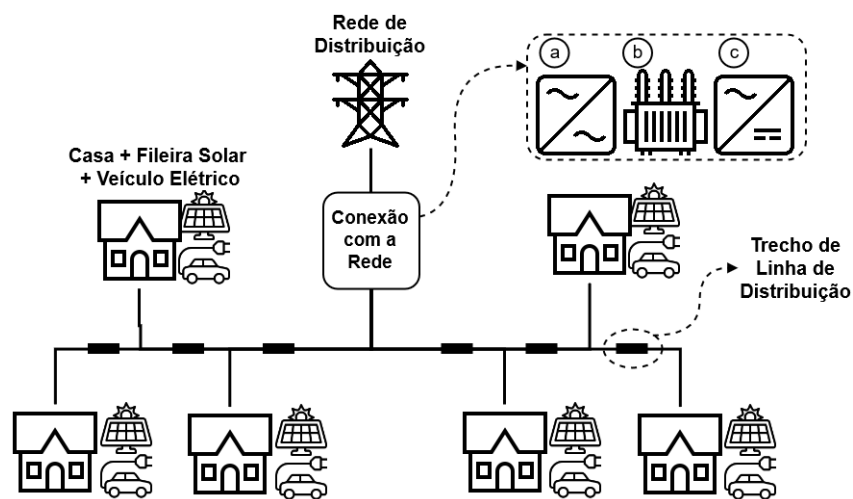 Rede de
Distribuição
a
b
c
Casa + Fileira Solar
+ Veículo Elétrico
Conexão
com a
Rede
Trecho de
Linha de
Distribuição